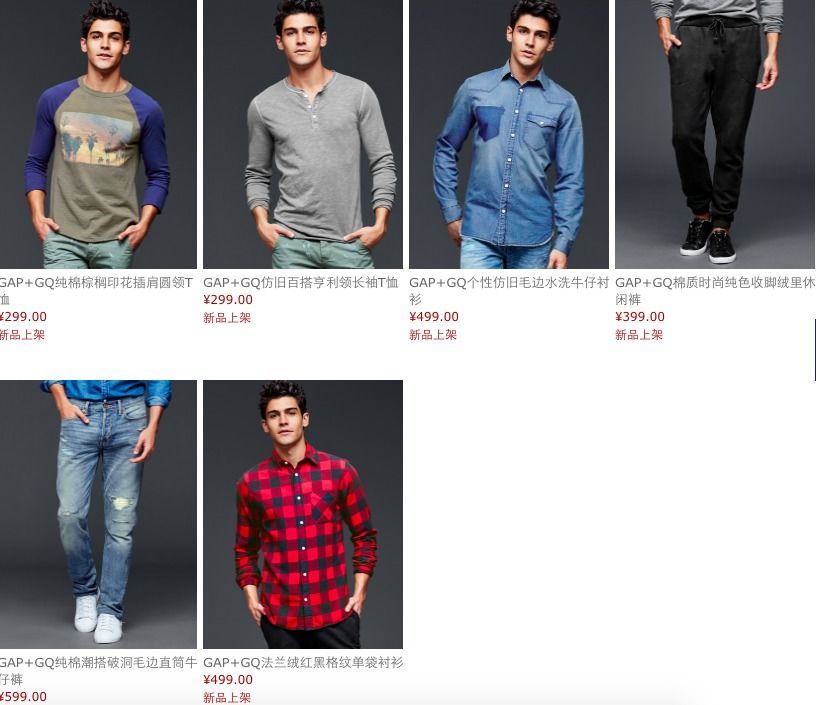 GAP+GQ纯棉棕榈印花插肩圆领T
恤
¥299.00
新品上架
GAP+GQ仿旧百搭亨利领长袖T恤
¥299.00
新品上架
GAP+GQ个性仿旧毛边水洗牛仔衬
衫
¥499.00
新品上架
GAP+GQ棉质时尚纯色收脚绒里休
闲裤
¥399.00
新品上架
GAP+GQ纯棉潮搭破洞毛边直筒牛
仔裤
¥599.00
GAP+GQ法兰绒红黑格纹单袋衬衫
¥499.00
新品上架